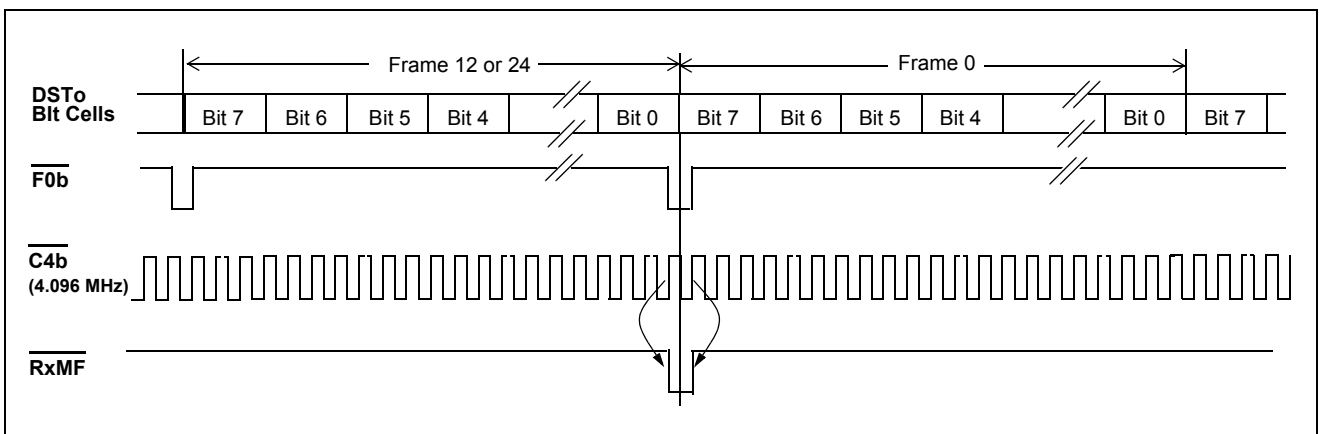 Frame 12 or 24 Frame 0
DSTo
BIt Cells
Bit 7 Bit 6 Bit 5 Bit 4 Bit 0 Bit 7 Bit 6 Bit 5 Bit 4 Bit 0 Bit 7
F0b
C4b
(4.096 MHz)
RxMF